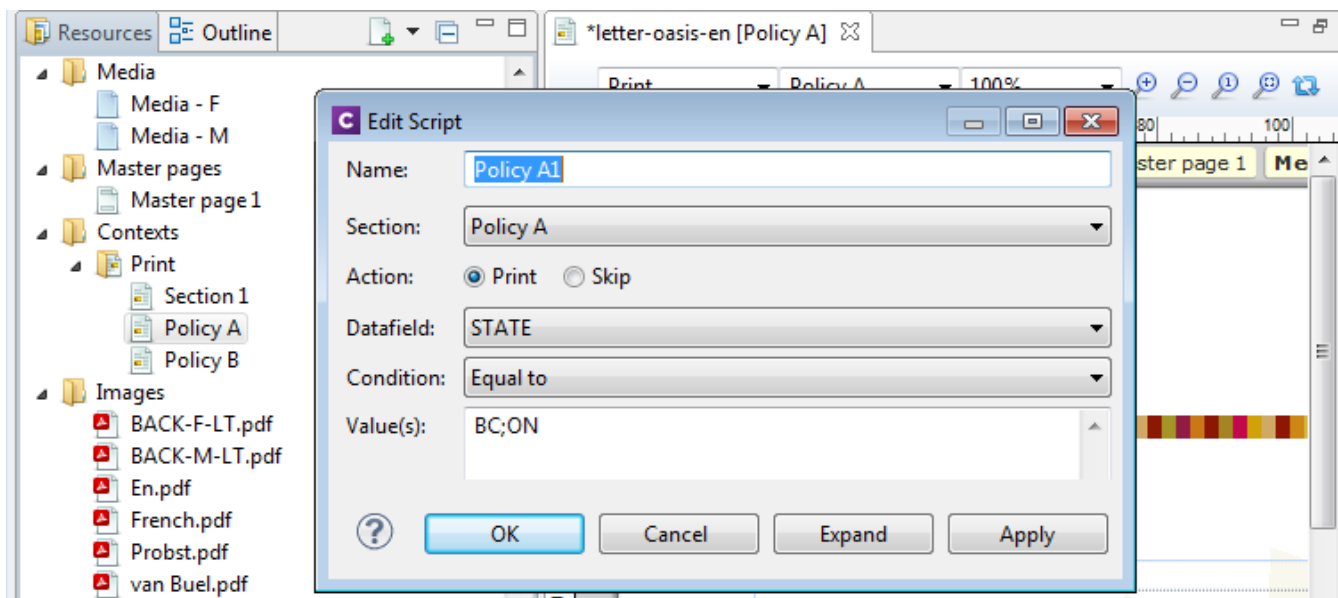 Resources
Outline
*letter-oasis-en [Policy A]
Media
Media - F
Media - M
Master pages
Master page 1
Contexts
Print
Section 1
Policy A
Policy B
Images
BACK-F-LT.pdf
BACK-M-LT.pdf
En.pdf
French.pdf
Probst.pdf
van Buel.pdf
Print
Policy A
100%
80
100
ster page 1
Me
C Edit Script
Name:
Policy A1
Section:
Policy A
Action:
Print
Skip
Datafield:
STATE
Condition:
Equal to
Value(s):
BC;ON
?
OK
Cancel
Expand
Apply